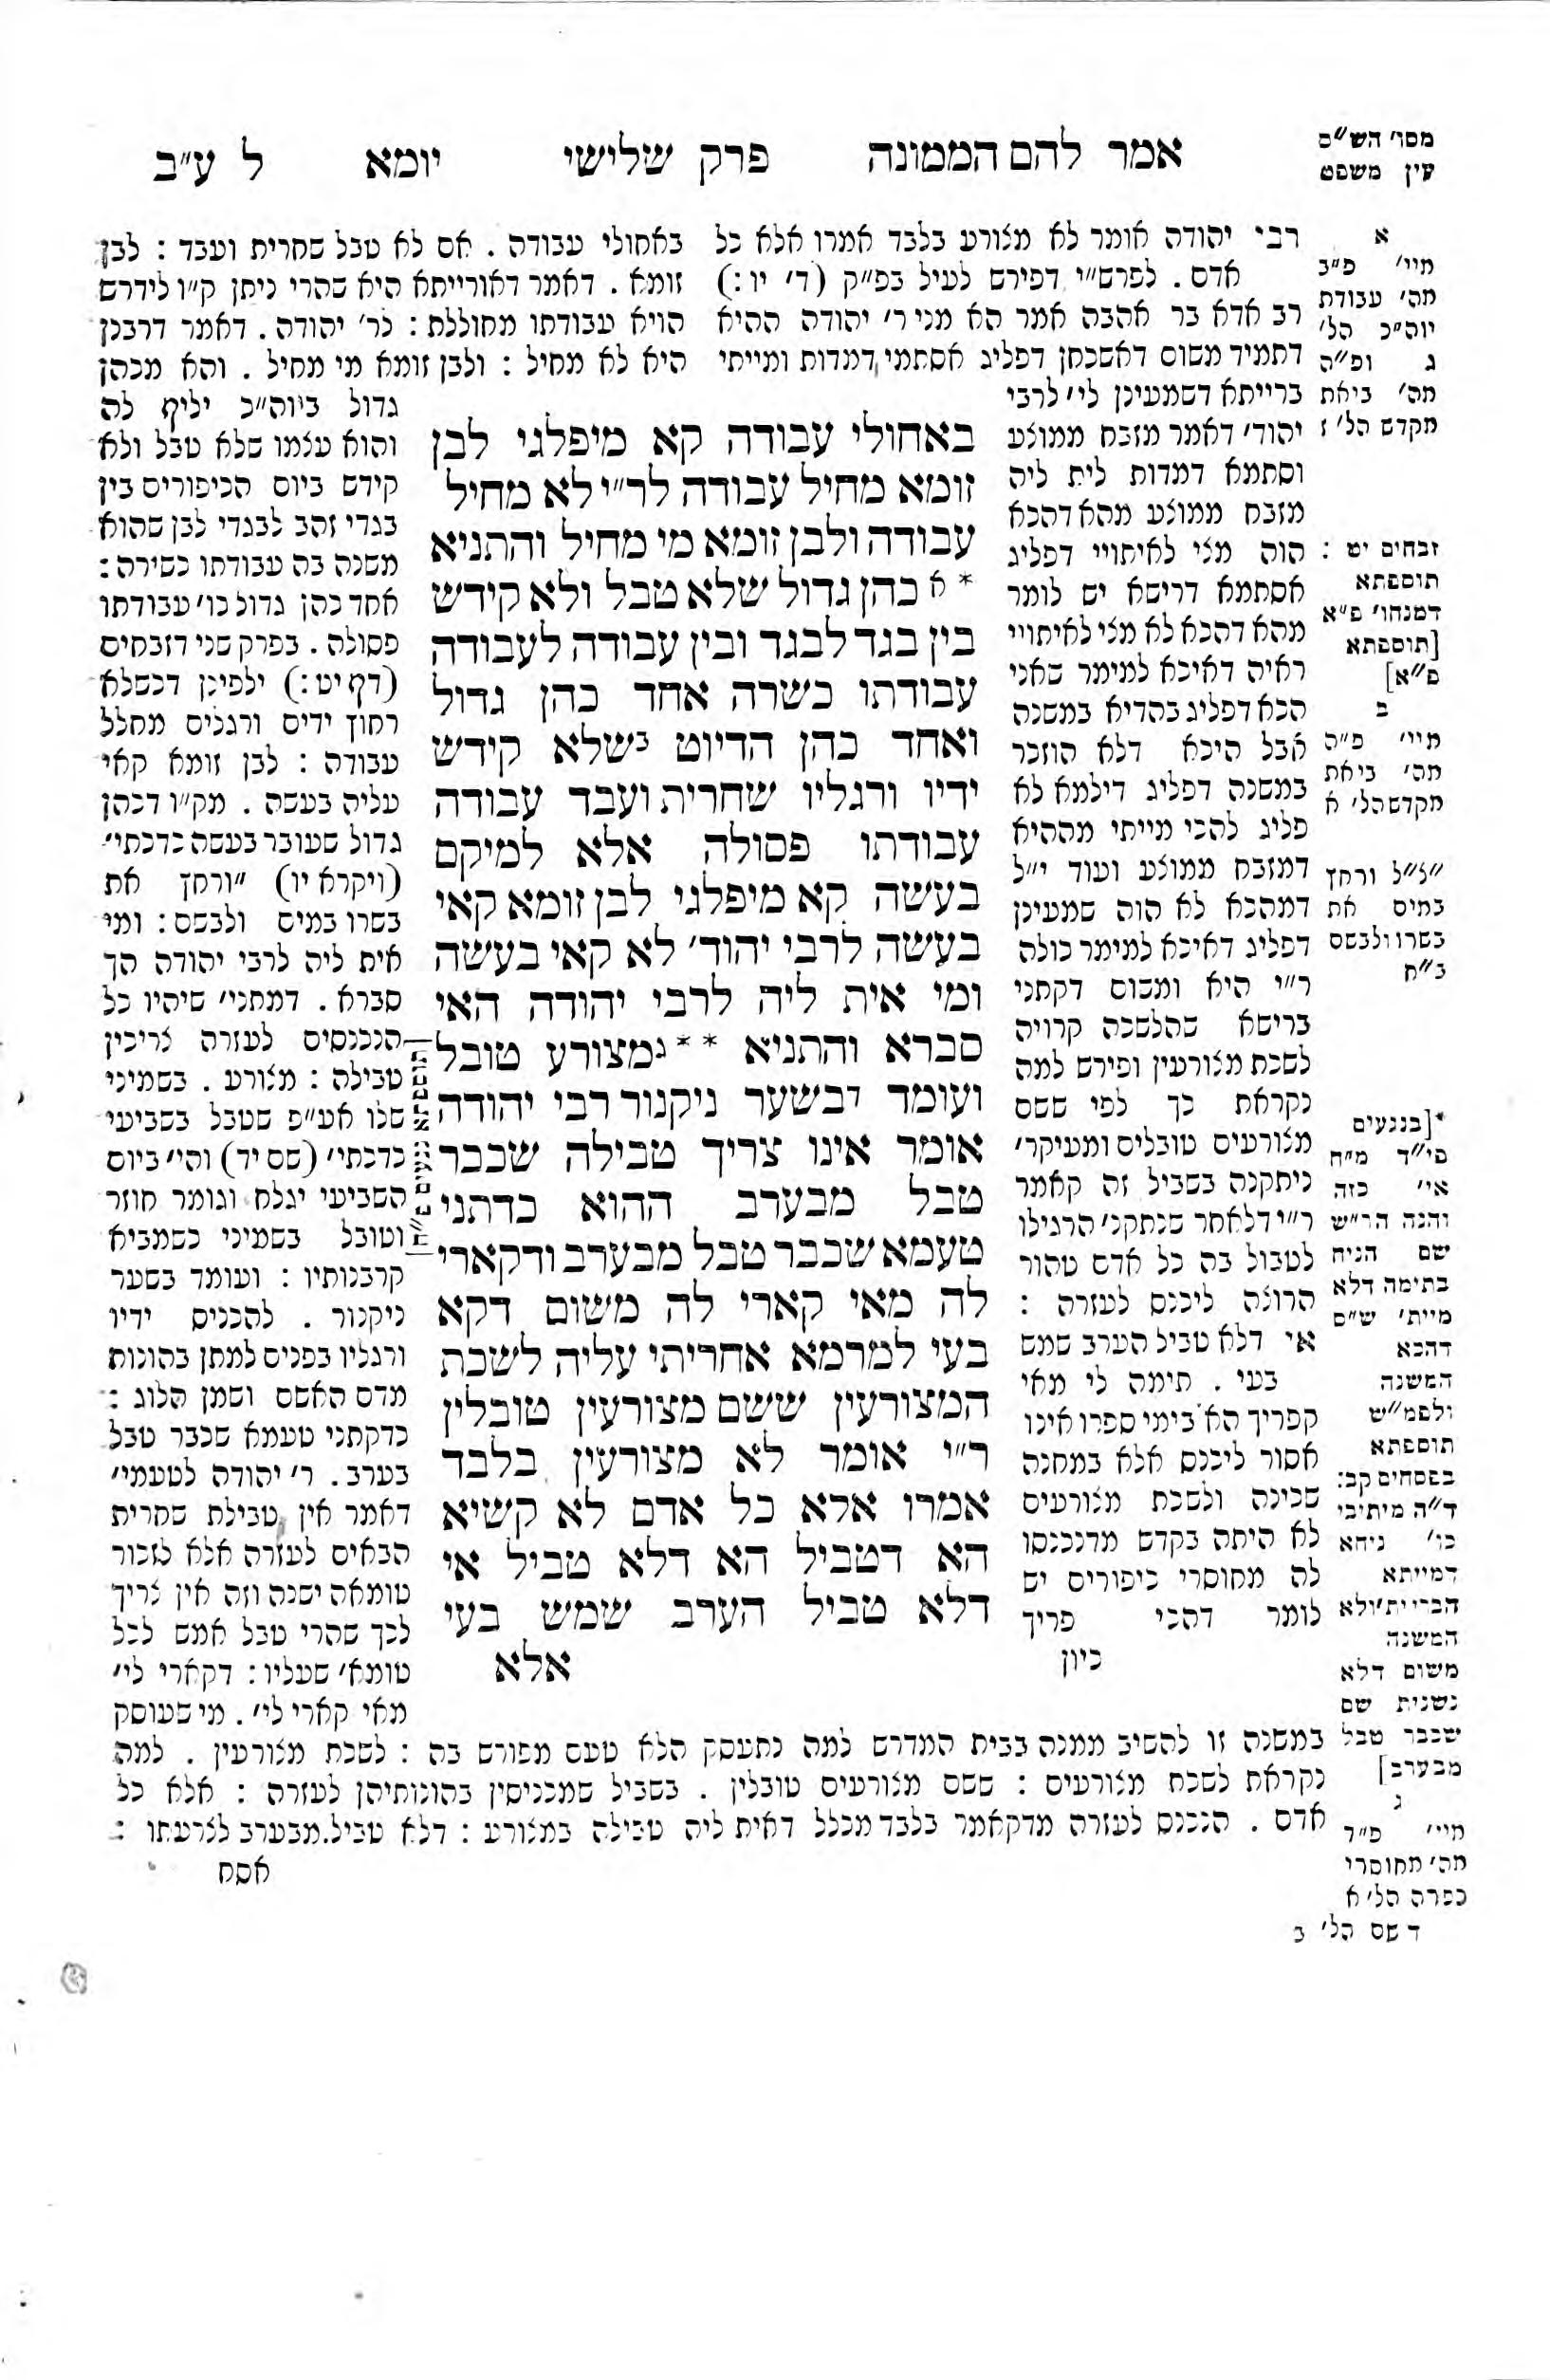 מסו׳ הש״ס
עין משפט
אמר להם הממונה פרק שלישי יומא ל ע״ב
באחולי עבודה קא מיפלגי לבן
זומא מחיל עבודה לר״י לא מחיל
עבודה ולבן זומא מי מחיל והתניא
* א כהן גדול שלא טבל ולא קידש
בין בגד לבגד ובין עבודה לעבודה
עבודתו כשרה אחד כהן גדול
ואחד כהן הדיוט ב שלא קידש
ידיו ורגליו שחרית ועבד עבודה
עבודתו פסולה אלא למיקם
בעשה קא מיפלגי לבן זומא קאי
בעשה לרבי יהוד׳ לא קאי בעשה
ומי אית ליה לרבי יהודה האי
סברא והתניא ** ג מצורע טובל
ועומד ד בשער ניקנור רבי יהודה
אומר אינו צריך טבילה שכבר
טבל מבערב ההוא כדתני
טעמא שכבר טבל מבערב ודקארי
לה מאי קארי לה משום דקא
בעי למרמא אחריתי עליה לשכת
המצורעין ששם מצורעין טובלין
ר״י אומר לא מצורעין בלבד
אמרו אלא כל אדם לא קשיא
הא דטביל הא דלא טביל אי
דלא טביל הערב שמש בעי
אלא
באחולי עבודה . אם לא טבל שחרית ועבד : לבן
זומא . דאמר דאורייתא היא שהרי ניתן ק״ו לידרש
הויא עבודתו מחוללת : לר׳ יהודה . דאמר דרבנן
היא לא מחיל : ולבן זומא מי מחיל . והא מכהן
גדול ביוה״כ יליף לה
והוא עצמו שלא טבל ולא
קידש ביום הכיפורים בין
בגדי זהב לבגדי לבן שהוא
משנה בה עבודתו כשירה :
אחד כהן גדול כו׳ עבודתו
פסולה . בפרק שני דזבחים
(דף יט:) ילפינן דכשלא
רחוץ ידים ורגלים מחלל
עבודה : לבן זומא קאי
עליה בעשה . מק״ו דכהן
גדול שעובר בעשה כדכתי׳
(ויקרא יו) ״ורחץ את
בשרו במים ולבשם : ומי
אית ליה לרבי יהודה הך
סברא . דמתני׳ שיהיו כל
הנכנסים לעזרה צריכין
טבילה : מצורע . בשמיני
שלו אע״פ שטבל בשביעי
כדכתי׳ (שם יד) והי׳ ביום
השביעי יגלח וגומר חוזר
וטובל בשמיני כשמביא
קרבנותיו : ועומד בשער
ניקנור . להכניס ידיו
ורגליו בפנים למתן בהונות
מדם האשם ושמן הלוג :
כדקתני טעמא שכבר טבל
בערב . ר׳ יהודה לטעמי׳
דאמר אין טבילת שחרית
הבאים לעזרה אלא לזכור
טומאה ישנה וזה אין צריך
לכך שהרי טבל אמש לכל
טומא׳ שעליו : דקארי לי׳
מאי קארי לי׳ . מי שעוסק
במשנה זו להשיב ממנה בבית המדרש למה נתעסק הלא טעם מפורש בה : לשכת מצורעין . למה
נקראת לשכת מצורעים : ששם מצורעים טובלין . בשביל שמכניסין בהונותיהן לעזרה : אלא כל
אדם . הנכנס לעזרה מדקאמר בלבד מכלל דאית ליה טבילה במצורע : דלא טביל . מבערב לצרעתו :
אסח
רבי יהודה אומר לא מצורע בלבד אמרו אלא כל
אדם . לפרש״י דפירש לעיל בפ״ק (ד׳ יו:)
רב אדא בר אהבה אמר הא מני ר׳ יהודה ההיא
דתמיד משום דאשכחן דפליג אסתמי דמדות ומייתי
ברייתא דשמעינן לי׳ לרבי
יהוד׳ דאמר מזבח ממוצע
וסתמא דמדות לית ליה
מזבח ממוצע מהא דהכא
הוה מצי לאיתויי דפליג
אסתמא דרישא יש לומר
מהא דהכא לא מצי לאיתויי
ראיה דאיכא למימר שאני
הכא דפליג בהדיא במשנה
אבל היכא דלא הוזכר
במשנה דפליג דילמא לא
פליג להכי מייתי מההיא
דמזבח ממוצע ועוד י״ל
דמהכא לא הוה שמעינן
דפליג דאיכא למימר כולה
ר״י היא ומשום דקתני
ברישא שהלשכה קרויה
לשכת מצורעין ופירש למה
נקראת כך לפי ששם
מצורעים טובלים ומעיקר׳
ניתקנה בשביל זה קאמר
ר״י דלאחר שנתקנ׳ הרגילו
לטבול בה כל אדם טהור
הרוצה ליכנס לעזרה :
אי דלא טביל הערב שמש
בעי . תימה לי מאי
קפריך הא בימי ספרו אינו
אסור ליכנס אלא במחנה
שכינה ולשכת מצורעים
לא היתה בקדש מדנכנסו
לה מחוסרי כיפורים יש
לומר דהכי פריך
כיון
א
מיי׳ פ״ב
מה׳ עבודת
יוה״כ הל׳
ג ופ״ה
מה׳ ביאת
מקדש הל׳ ז
זבחים יט :
תוספתא
דמנחו׳ פ״א
[תוספתא
פ״א]
ב
מיי׳ פ״ה
מה׳ ביאת
מקדש הל׳ א
״צ״ל ורחץ
במים את
בשרו ולבשם
ב״ח
*[בנגעים
פי״ד מ״ח
אי׳ כזה
והנה הר״ש
שם הניח
בתימה דלא
מיית׳ ש״ם
דהכא
המשנה
ולפמ״ש
תוספתא
בפסחים קב:
ד״ה מיתיבי
כו׳ ניחא
דמייתא
הבריית׳ ולא
המשנה
משום דלא
נשנית שם
שכבר טבל
מבערב]
ג
מיי׳ פ״ד
מה׳ מחוסרי
כפרה הל׳ א
ד שם הל׳ ב